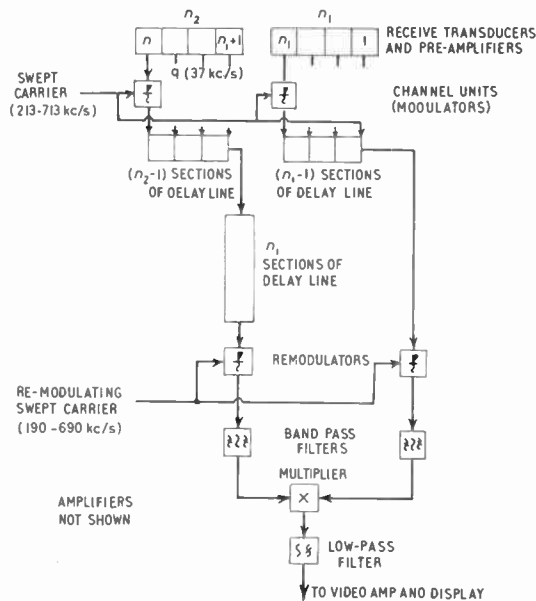 n₂ n₁
n n₁+1 n₁ 1
RECEIVE TRANSDUCERS
AND PRE-AMPLIFIERS
q (37 kc/s)
SWEPT
CARRIER
(213-713 kc/s)
CHANNEL UNITS
(MODULATORS)
(n₂-1) SECTIONS
OF DELAY LINE
(n₁-1) SECTIONS
OF DELAY LINE
n₁
SECTIONS OF
DELAY LINE
REMODULATORS
RE-MODULATING
SWEPT CARRIER
(190-690 kc/s)
BAND PASS
FILTERS
MULTIPLIER
×
AMPLIFIERS
NOT SHOWN
LOW-PASS
FILTER
TO VIDEO AMP AND DISPLAY